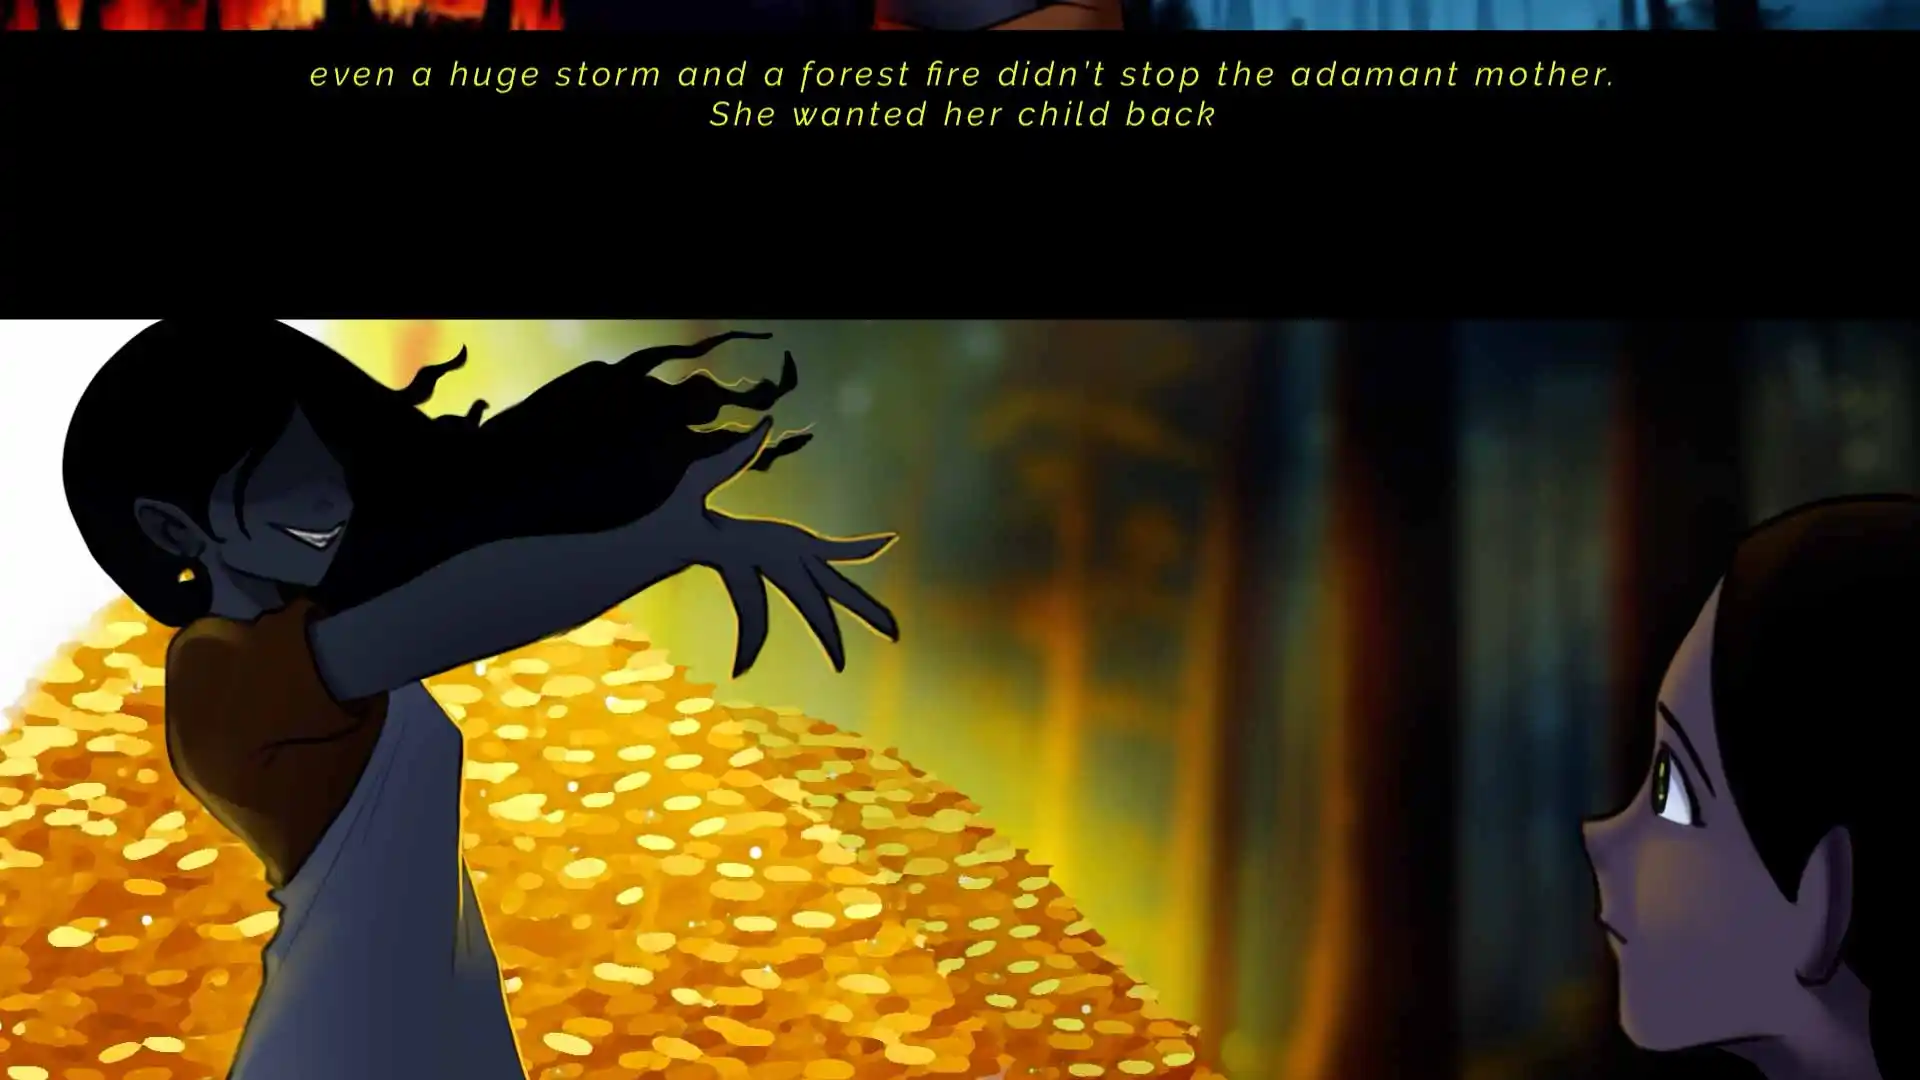 even a huge storm and a forest fire didn't stop the adamant mother.
She wanted her child back